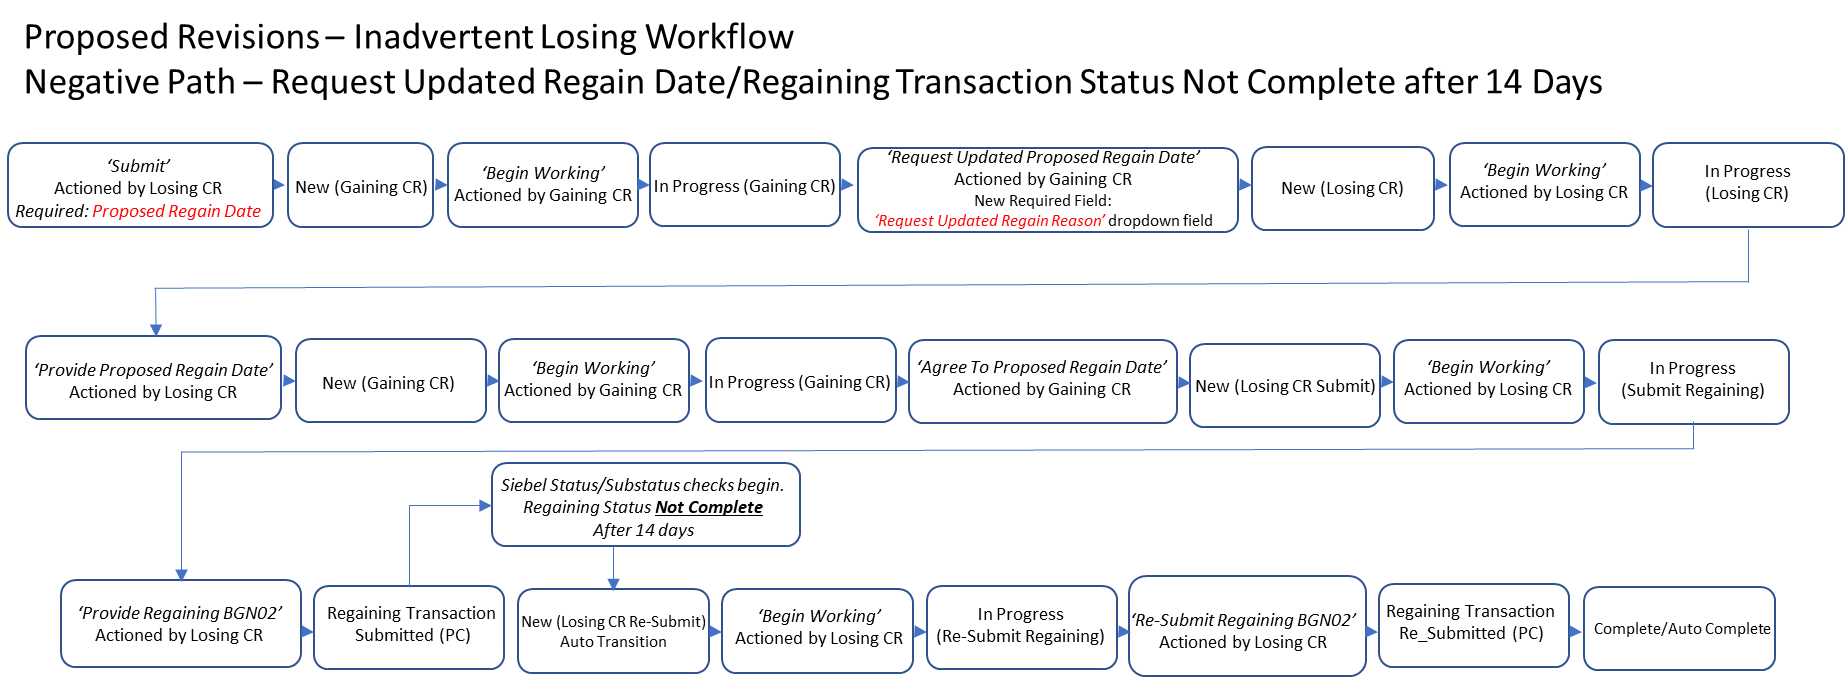 Proposed Revisions – Inadvertent Losing Workflow
Negative Path – Request Updated Regain Date/Regaining Transaction Status Not Complete after 14 Days
‘Submit’
Actioned by Losing CR
Required: Proposed Regain Date
New (Gaining CR)
‘Begin Working’
Actioned by Gaining CR
In Progress (Gaining CR)
‘Request Updated Proposed Regain Date’
Actioned by Gaining CR
New Required Field:
‘Request Updated Regain Reason’ dropdown field
New (Losing CR)
‘Begin Working’
Actioned by Losing CR
In Progress
(Losing CR)
‘Provide Proposed Regain Date’
Actioned by Losing CR
New (Gaining CR)
‘Begin Working’
Actioned by Gaining CR
In Progress (Gaining CR)
‘Agree To Proposed Regain Date’
Actioned by Gaining CR
New (Losing CR Submit)
‘Begin Working’
Actioned by Losing CR
In Progress
(Submit Regaining)
Siebel Status/Substatus checks begin.
Regaining Status Not Complete
After 14 days
‘Provide Regaining BGN02’
Actioned by Losing CR
Regaining Transaction
Submitted (PC)
New (Losing CR Re-Submit)
Auto Transition
‘Begin Working’
Actioned by Losing CR
In Progress
(Re-Submit Regaining)
‘Re-Submit Regaining BGN02’
Actioned by Losing CR
Regaining Transaction
Re_Submitted (PC)
Complete/Auto Complete